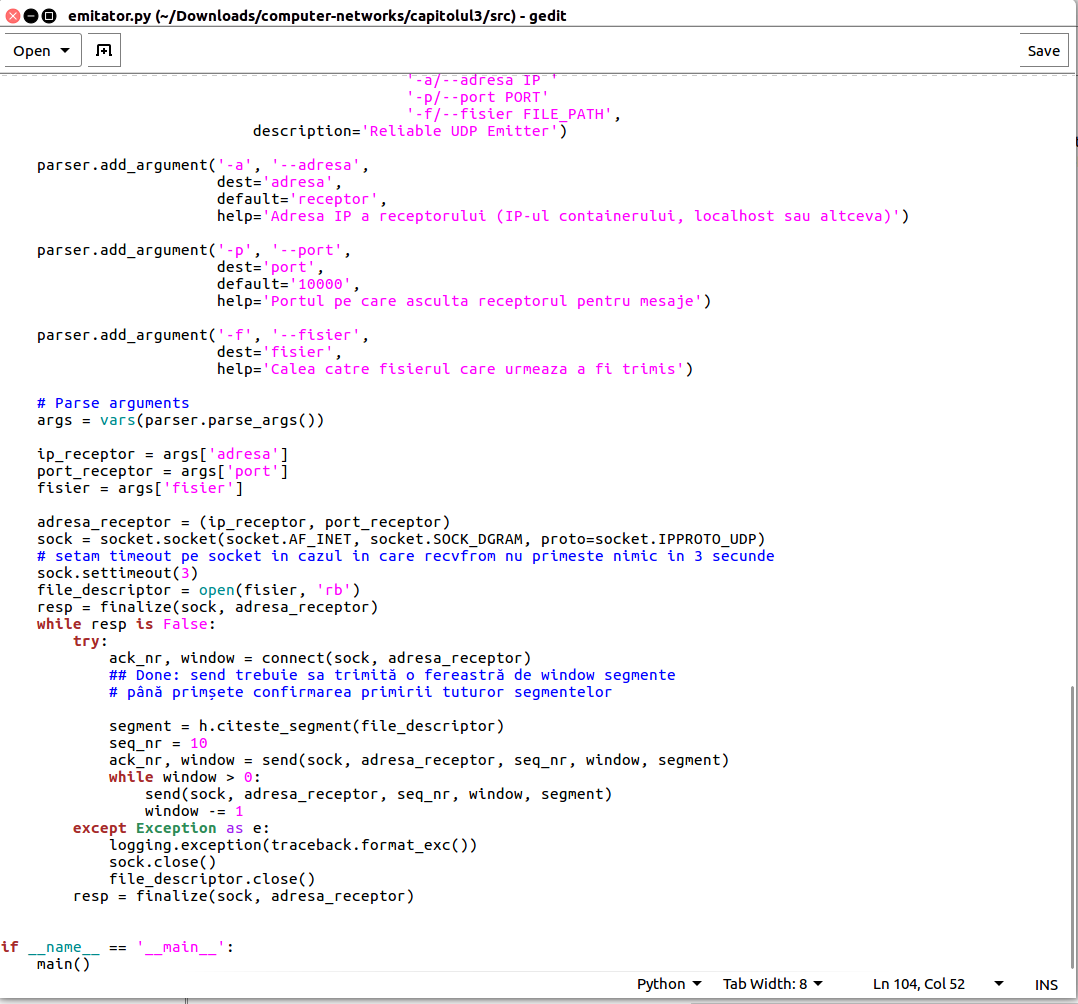 emitator.py (~/Downloads/computer-networks/capitolul3/src) - gedit
Open
Save
'-a/--adresa IP '
'-p/--port PORT'
'-f/--fisier FILE_PATH',
description='Reliable UDP Emitter')
parser.add_argument('-a', '--adresa',
dest='adresa',
default='receptor',
help='Adresa IP a receptorului (IP-ul containerului, localhost sau altceva)')
parser.add_argument('-p', '--port',
dest='port',
default='10000',
help='Portul pe care asculta receptorul pentru mesaje')
parser.add_argument('-f', '--fisier',
dest='fisier',
help='Calea catre fisierul care urmeaza a fi trimis')
# Parse arguments
args = vars(parser.parse_args())
ip_receptor = args['adresa']
port_receptor = args['port']
fisier = args['fisier']
adresa_receptor = (ip_receptor, port_receptor)
sock = socket.socket(socket.AF_INET, socket.SOCK_DGRAM, proto=socket.IPPROTO_UDP)
# setam timeout pe socket in cazul in care recvfrom nu primeste nimic in 3 secunde
sock.settimeout(3)
file_descriptor = open(fisier, 'rb')
resp = finalize(sock, adresa_receptor)
while resp is False:
try:
ack_nr, window = connect(sock, adresa_receptor)
## Done: send trebuie sa trimită o fereastră de window segmente
# până primșete confirmarea primirii tuturor segmentelor
segment = h.citeste_segment(file_descriptor)
seq_nr = 10
ack_nr, window = send(sock, adresa_receptor, seq_nr, window, segment)
while window > 0:
send(sock, adresa_receptor, seq_nr, window, segment)
window -= 1
except Exception as e:
logging.exception(traceback.format_exc())
sock.close()
file_descriptor.close()
resp = finalize(sock, adresa_receptor)
if __name__ == '__main__':
main()
Python Tab Width: 8 Ln 104, Col 52 INS